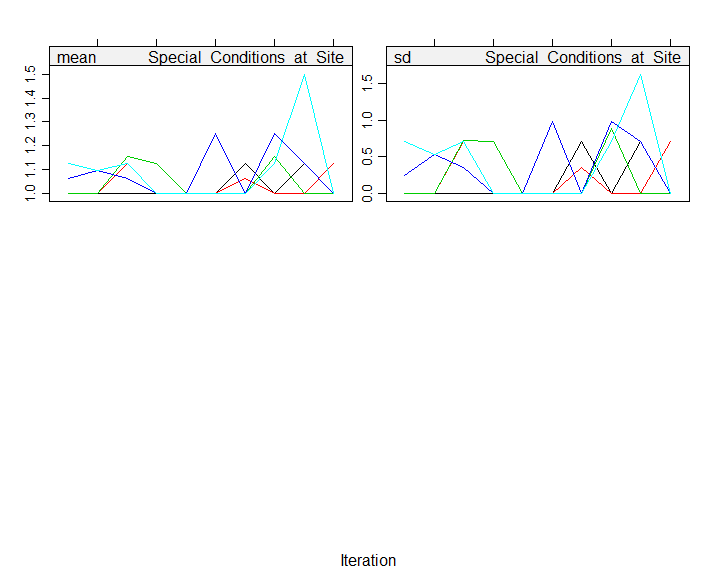 mean Special Conditions at Site
sd Special Conditions at Site
1.0 1.1 1.2 1.3 1.4 1.5
0.0 0.5 1.0 1.5
Iteration